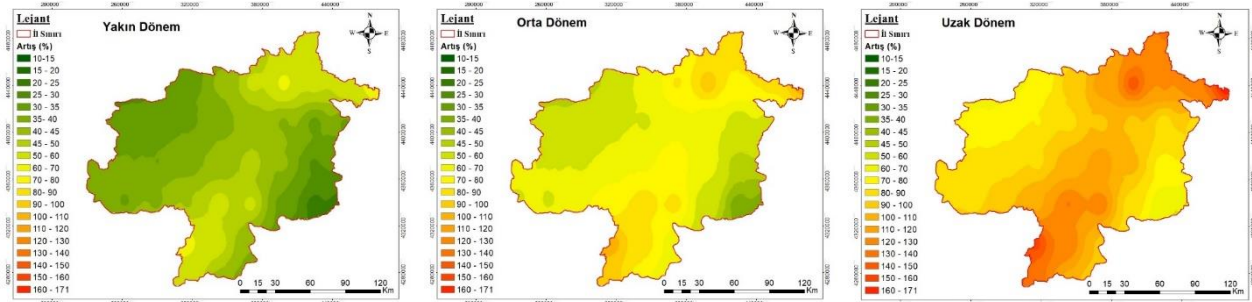 Lejant
Yakın Dönem
N
W
E
S
İl Sınırı
Artış (%)
10-15
15 - 20
20 - 25
25 - 30
30 - 35
35 - 40
40 - 45
45 - 50
50 - 60
60 - 70
70 - 80
80- 90
90 - 100
100 - 110
110 - 120
120 - 130
130 - 140
140 - 150
150 - 160
160 - 171
0 15 30 60 90 120
Km
Lejant
Orta Dönem
N
W
E
S
İl Sınırı
Artış (%)
10-15
15 - 20
20 - 25
25 - 30
30 - 35
35 - 40
40 - 45
45 - 50
50 - 60
60 - 70
70 - 80
80- 90
90 - 100
100 - 110
110 - 120
120 - 130
130 - 140
140 - 150
150 - 160
160 - 171
0 15 30 60 90 120
Km
Lejant
Uzak Dönem
N
W
E
S
İl Sınırı
Artış (%)
10-15
15 - 20
20 - 25
25 - 30
30 - 35
35 - 40
40 - 45
45 - 50
50 - 60
60 - 70
70 - 80
80- 90
90 - 100
100 - 110
110 - 120
120 - 130
130 - 140
140 - 150
150 - 160
160 - 171
0 15 30 60 90 120
Km